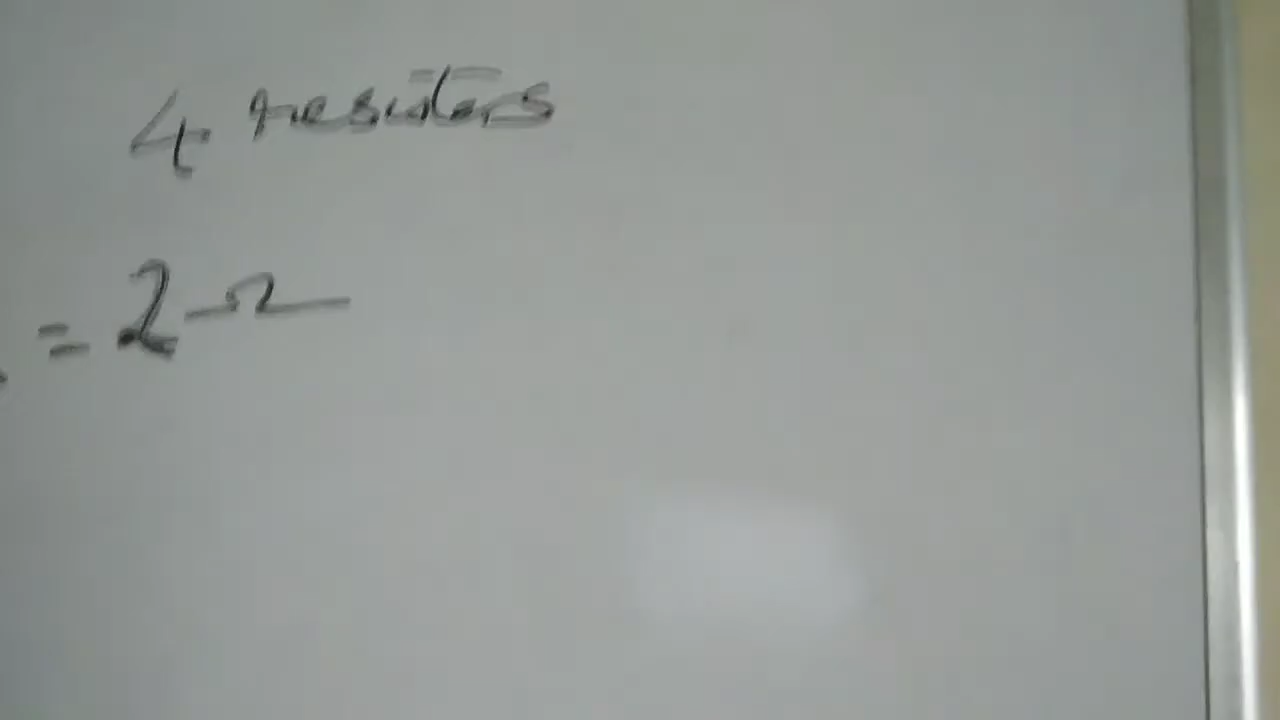 4 resistors
= 2Ω